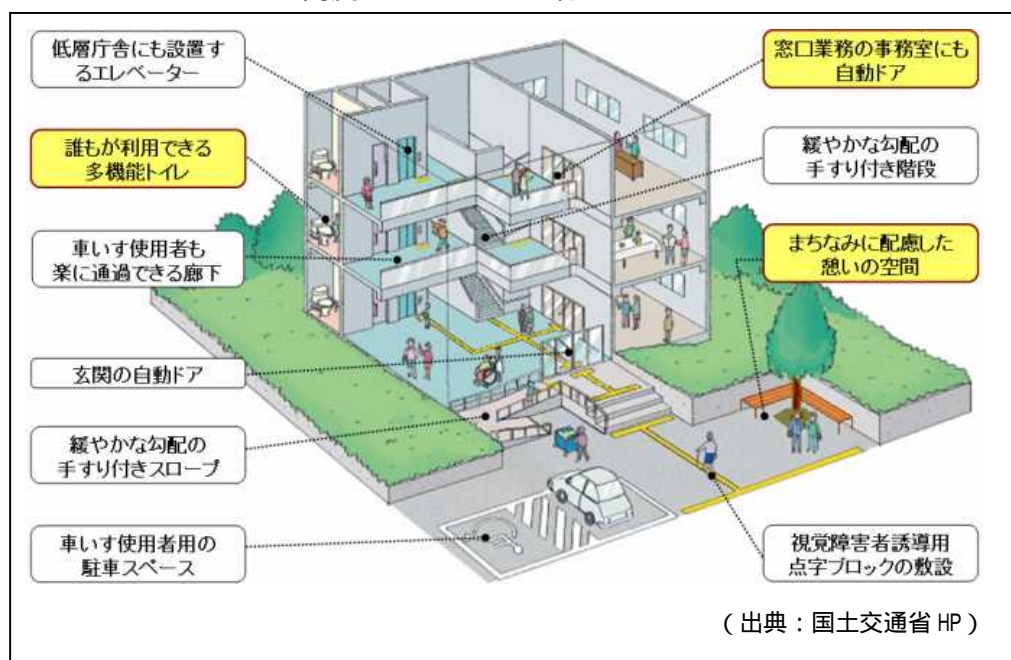 低層庁舎にも設置す
るエレベーター
誰もが利用できる
多機能トイレ
車いす使用者も
楽に通過できる廊下
玄関の自動ドア
緩やかな勾配の
手すり付きスロープ
車いす使用者用の
駐車スペース
窓口業務の事務室にも
自動ドア
緩やかな勾配の
手すり付き階段
まちなみに配慮した
憩いの空間
視覚障害者誘導用
点字ブロックの敷設
（出典：国土交通省 HP）